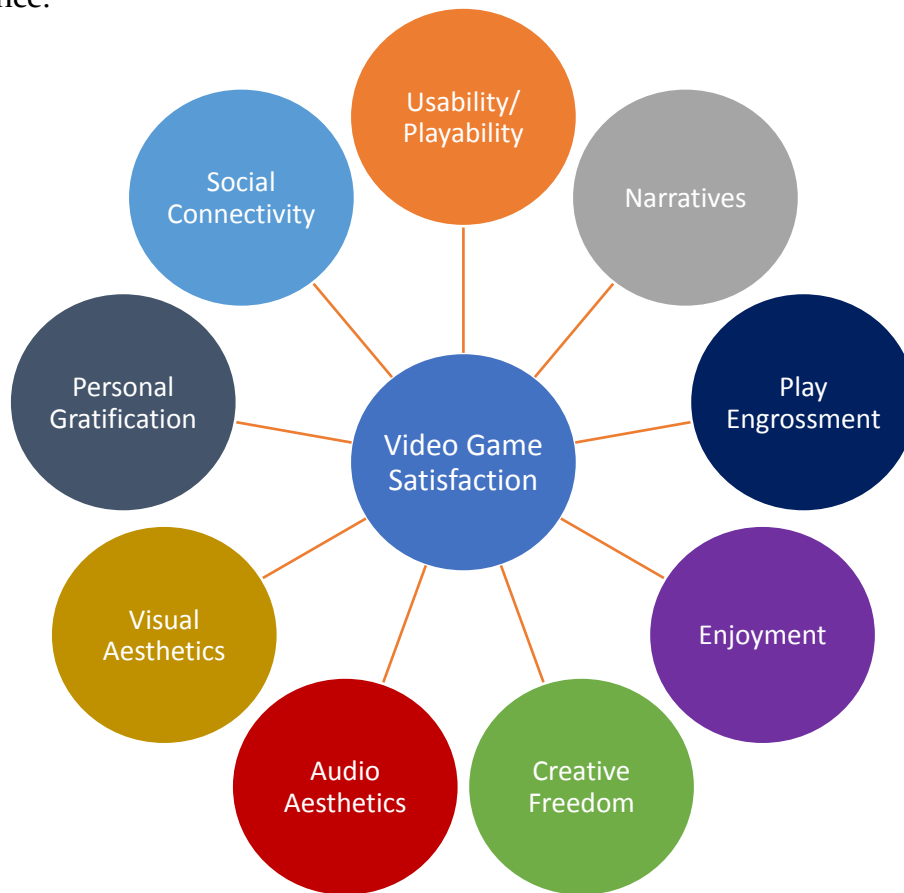 Usability/
Playability
Narratives
Play
Engrossment
Enjoyment
Creative
Freedom
Audio
Aesthetics
Visual
Aesthetics
Personal
Gratification
Social
Connectivity
Video Game
Satisfaction